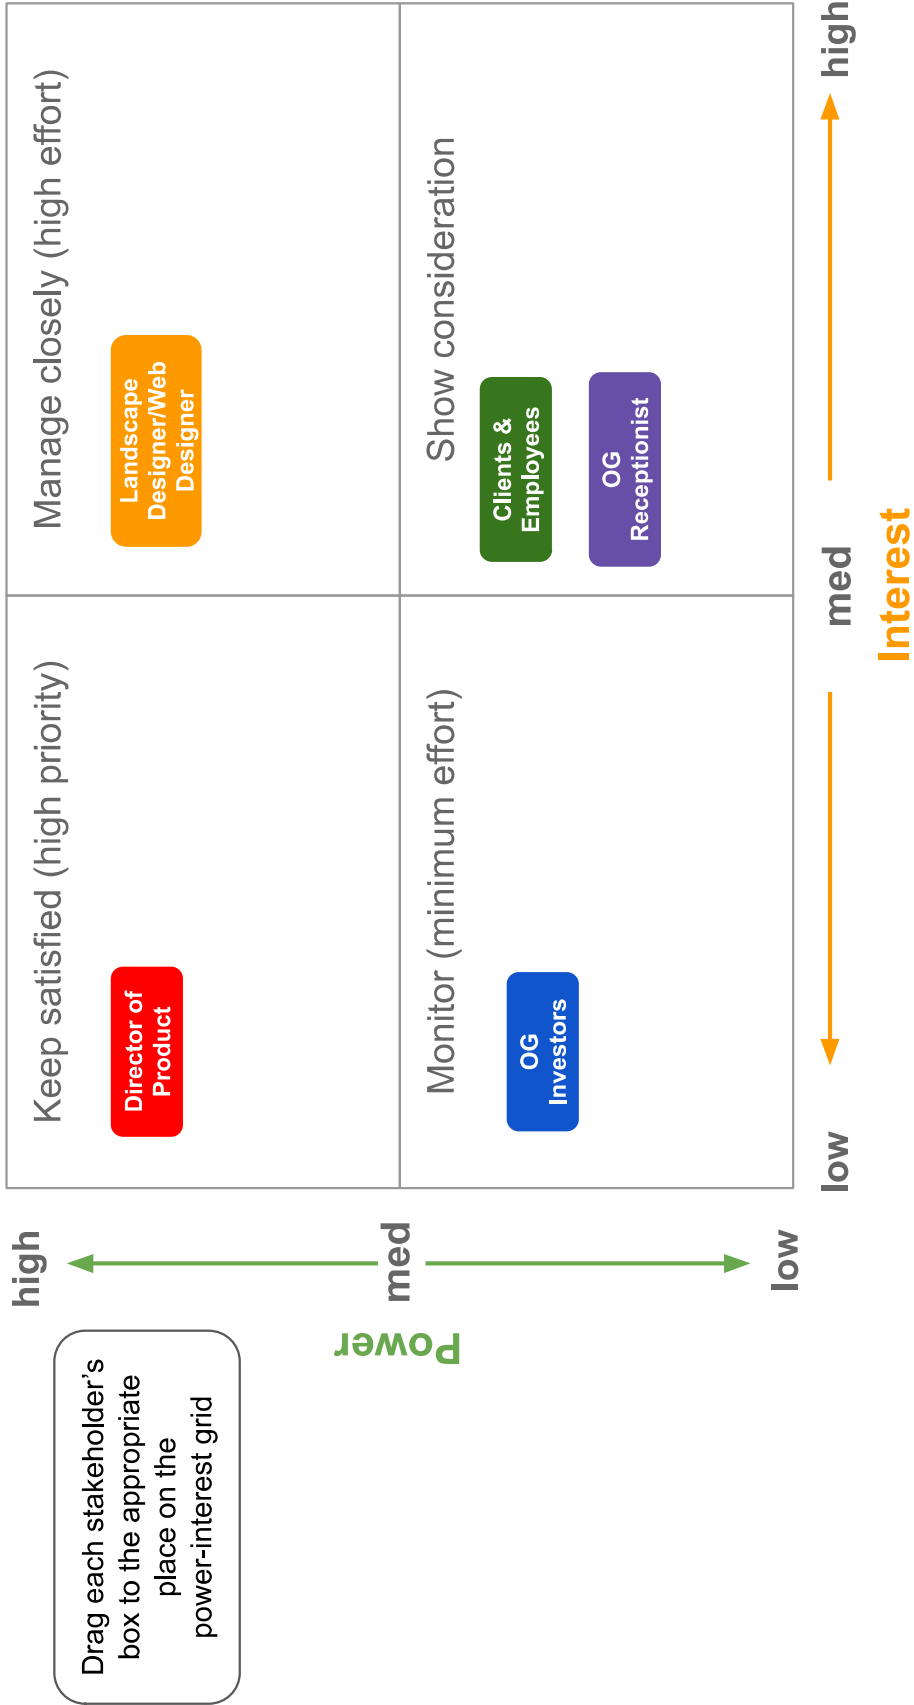 Drag each stakeholder's
box to the appropriate
place on the
power-interest grid
Power
high
med
low
Keep satisfied (high priority)
Director of
Product
Manage closely (high effort)
Landscape
Designer/Web
Designer
Monitor (minimum effort)
OG
Investors
Show consideration
Clients &
Employees
OG
Receptionist
low
med
high
Interest